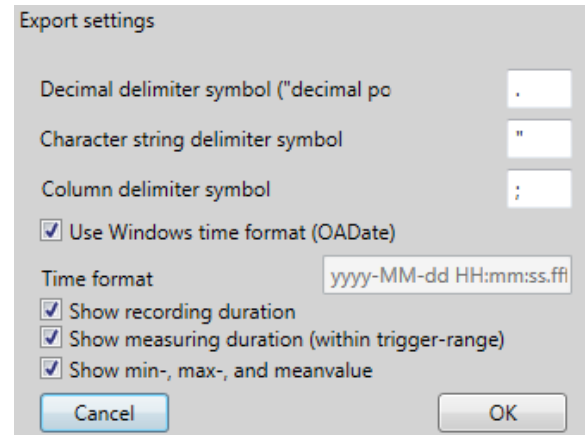 Export settings
Decimal delimiter symbol ("decimal po .
Character string delimiter symbol "
Column delimiter symbol ;
Use Windows time format (OADate)
Time format yyyy-MM-dd HH:mm:ss.fff
Show recording duration
Show measuring duration (within trigger-range)
Show min-, max-, and meanvalue
Cancel OK